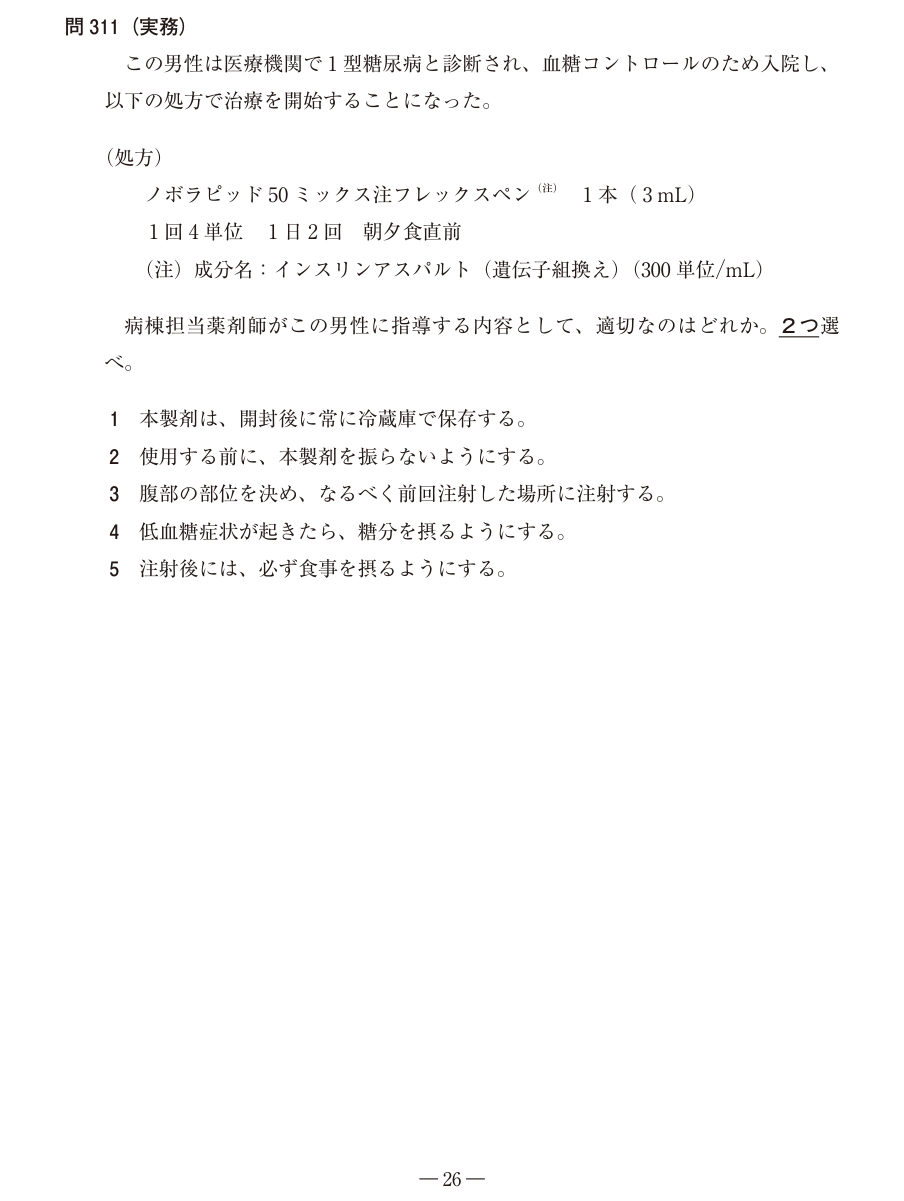 問 311（実務）
この男性は医療機関で１型糖尿病と診断され、血糖コントロールのため入院し、
以下の処方で治療を開始することになった。
（処方）
ノボラピッド 50 ミックス注フレックスペン（注）　１本（３mL）
１回４単位　１日２回　朝夕食直前
（注）成分名：インスリンアスパルト（遺伝子組換え）（300 単位/mL）
病棟担当薬剤師がこの男性に指導する内容として、適切なのはどれか。２つ選
べ。
1　本製剤は、開封後に常に冷蔵庫で保存する。
2　使用する前に、本製剤を振らないようにする。
3　腹部の部位を決め、なるべく前回注射した場所に注射する。
4　低血糖症状が起きたら、糖分を摂るようにする。
5　注射後には、必ず食事を摂るようにする。
― 26 ―